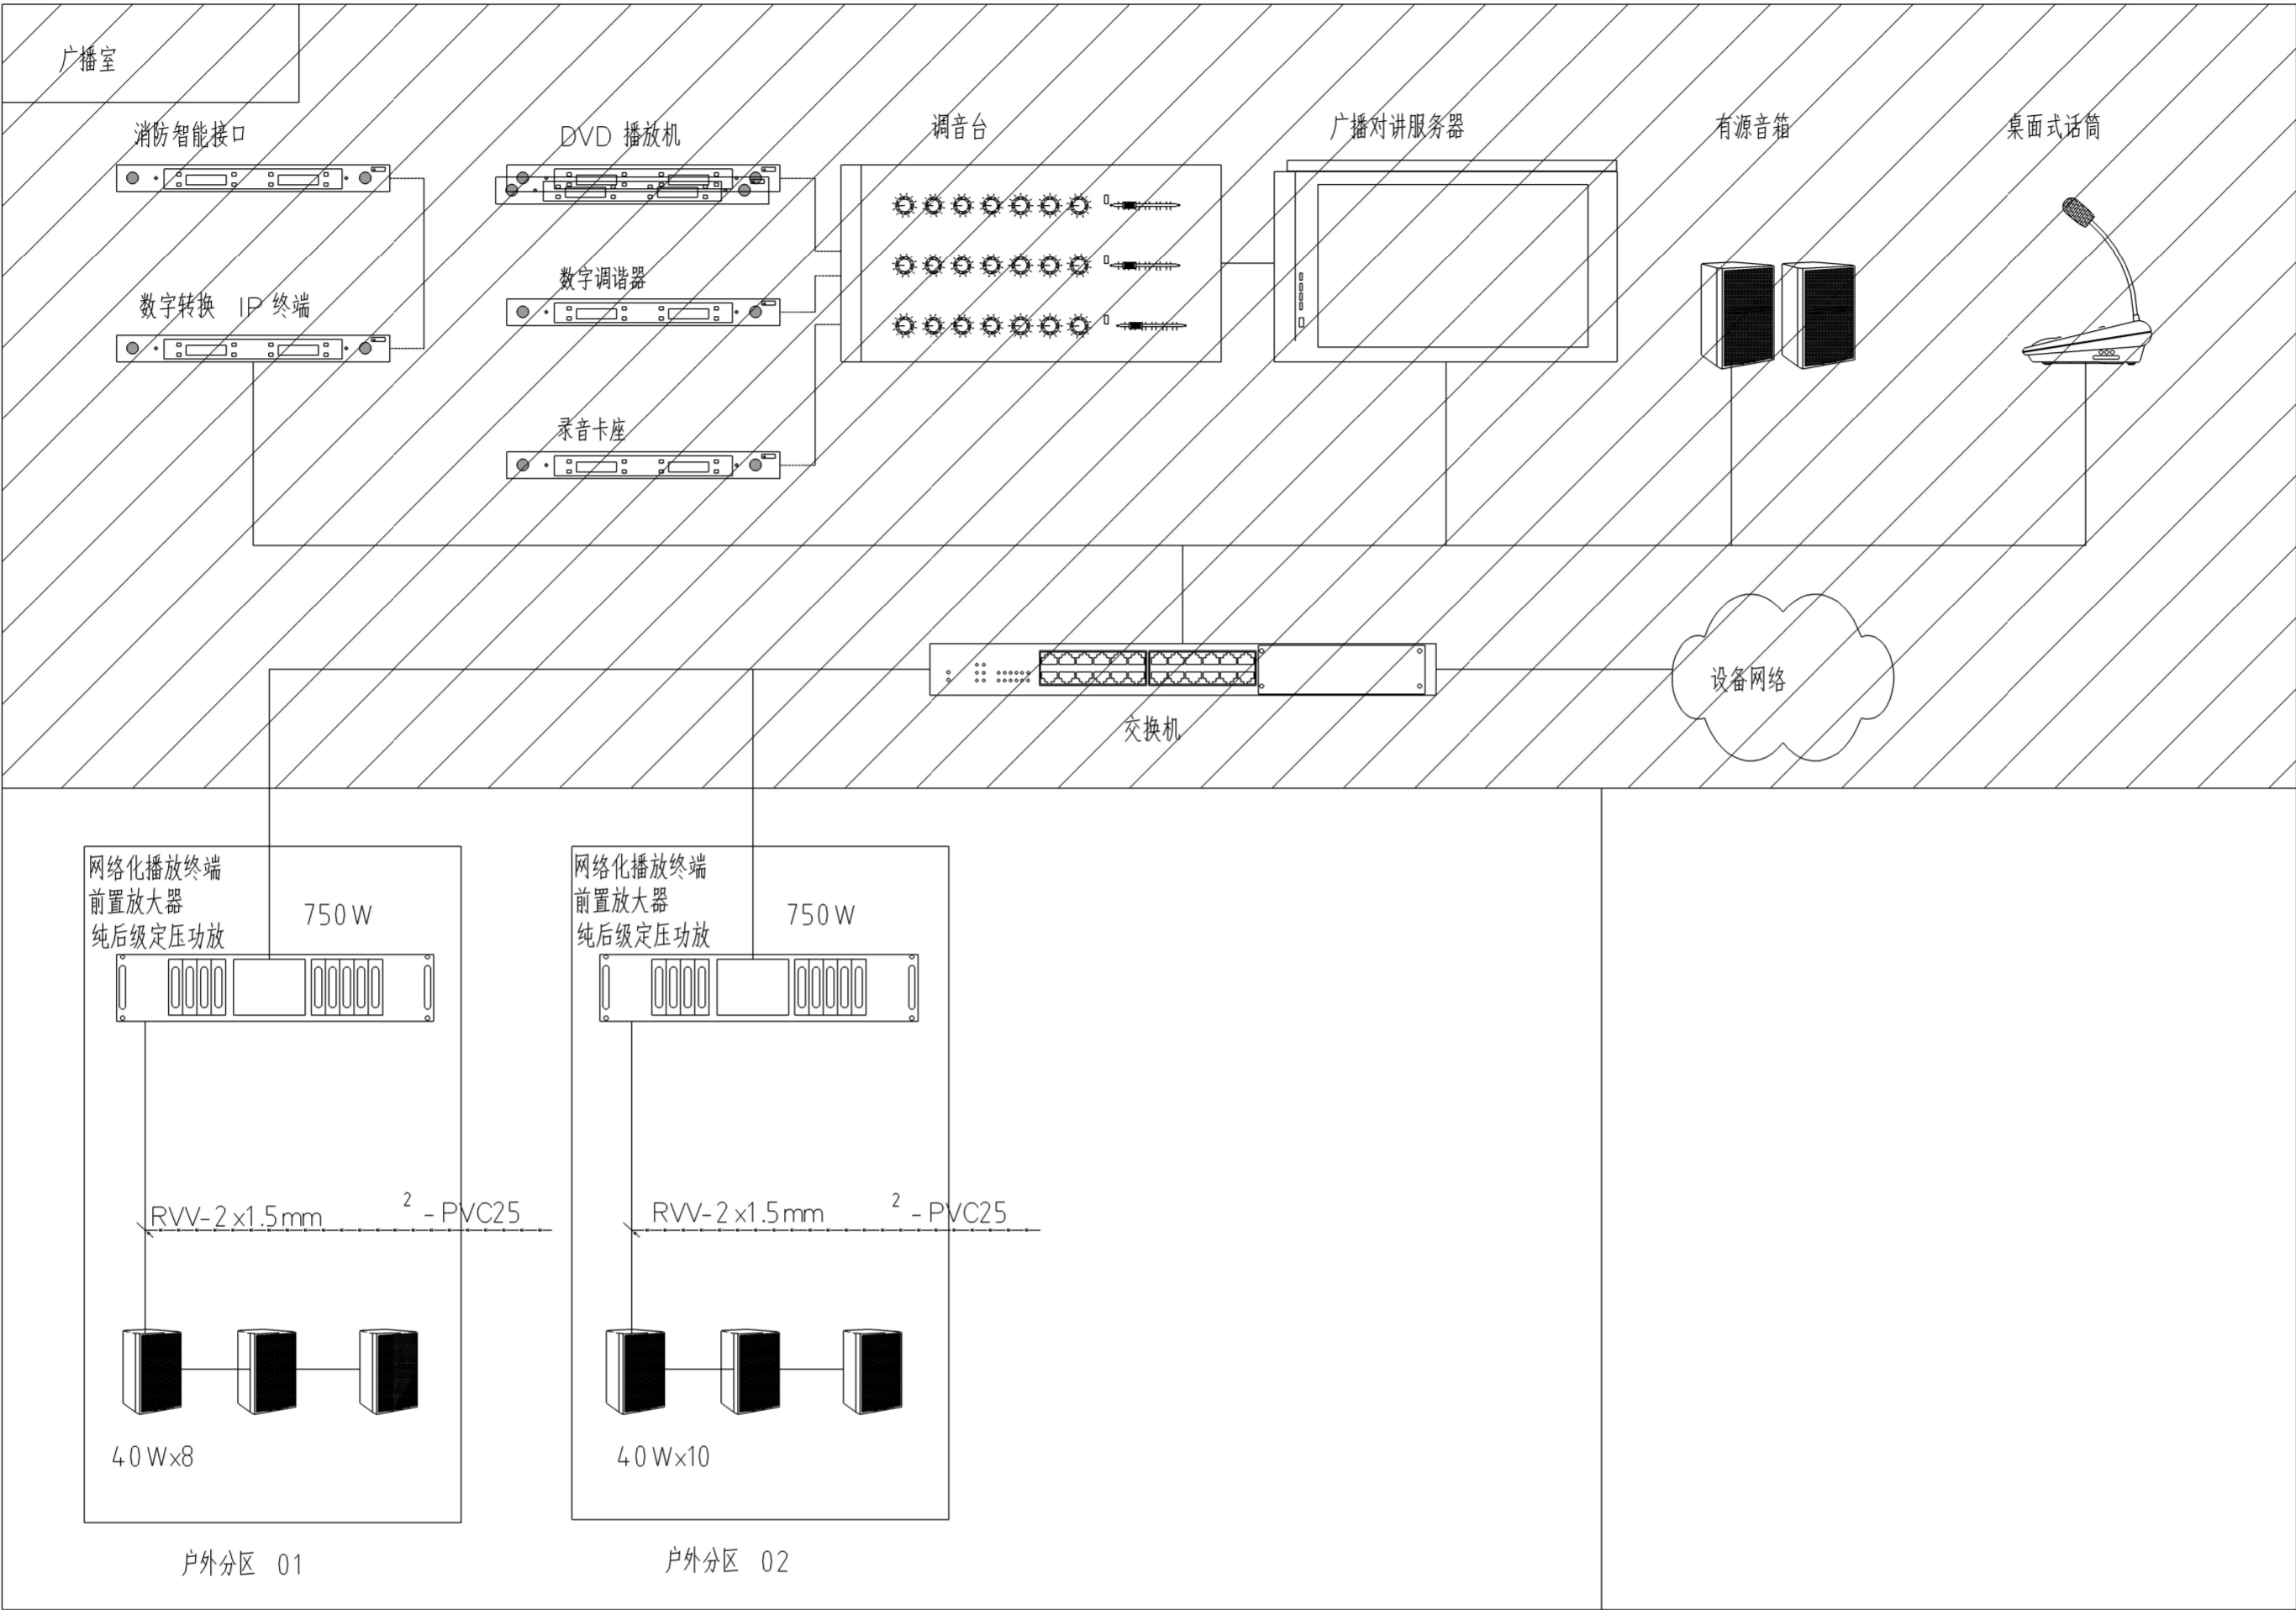 广播室
消防智能接口
DVD 播放机
调音台
广播对讲服务器
有源音箱
桌面式话筒
数字转换 IP 终端
数字调谐器
录音卡座
交换机
设备网络
网络化播放终端
前置放大器
纯后级定压功放
750W
RVV-2x1.5mm² -PVC25
40Wx8
户外分区 01
网络化播放终端
前置放大器
纯后级定压功放
750W
RVV-2x1.5mm² -PVC25
40Wx10
户外分区 02